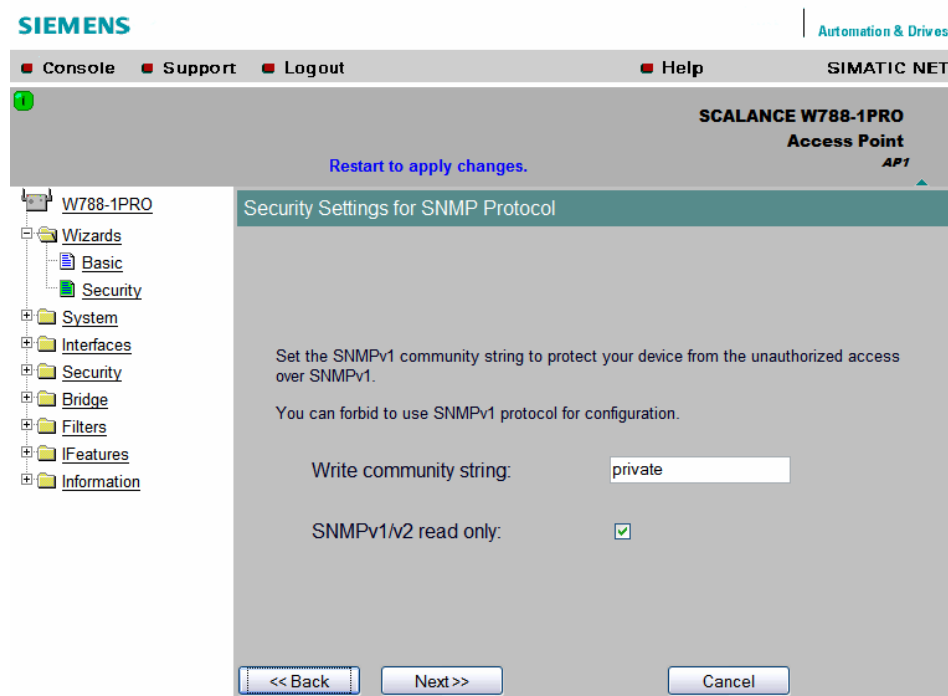 SIEMENS
Automation & Drives
Console Support Logout Help SIMATIC NET
SCALANCE W788-1PRO
Access Point
AP1
Restart to apply changes.
W788-1PRO
Wizards
Basic
Security
System
Interfaces
Security
Bridge
Filters
IFeatures
Information
Security Settings for SNMP Protocol
Set the SNMPv1 community string to protect your device from the unauthorized access
over SNMPv1.
You can forbid to use SNMPv1 protocol for configuration.
Write community string: private
SNMPv1/v2 read only:
<< Back Next >> Cancel